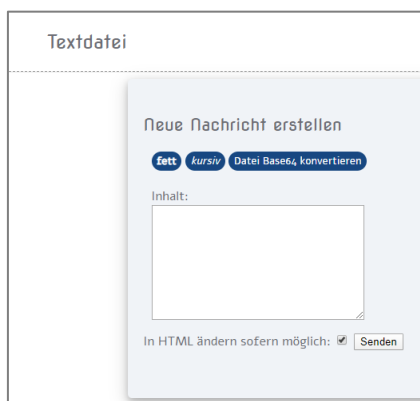 Textdatei
Neue Nachricht erstellen
fett kursiv Datei Base64 konvertieren
Inhalt:
In HTML ändern sofern möglich: Senden